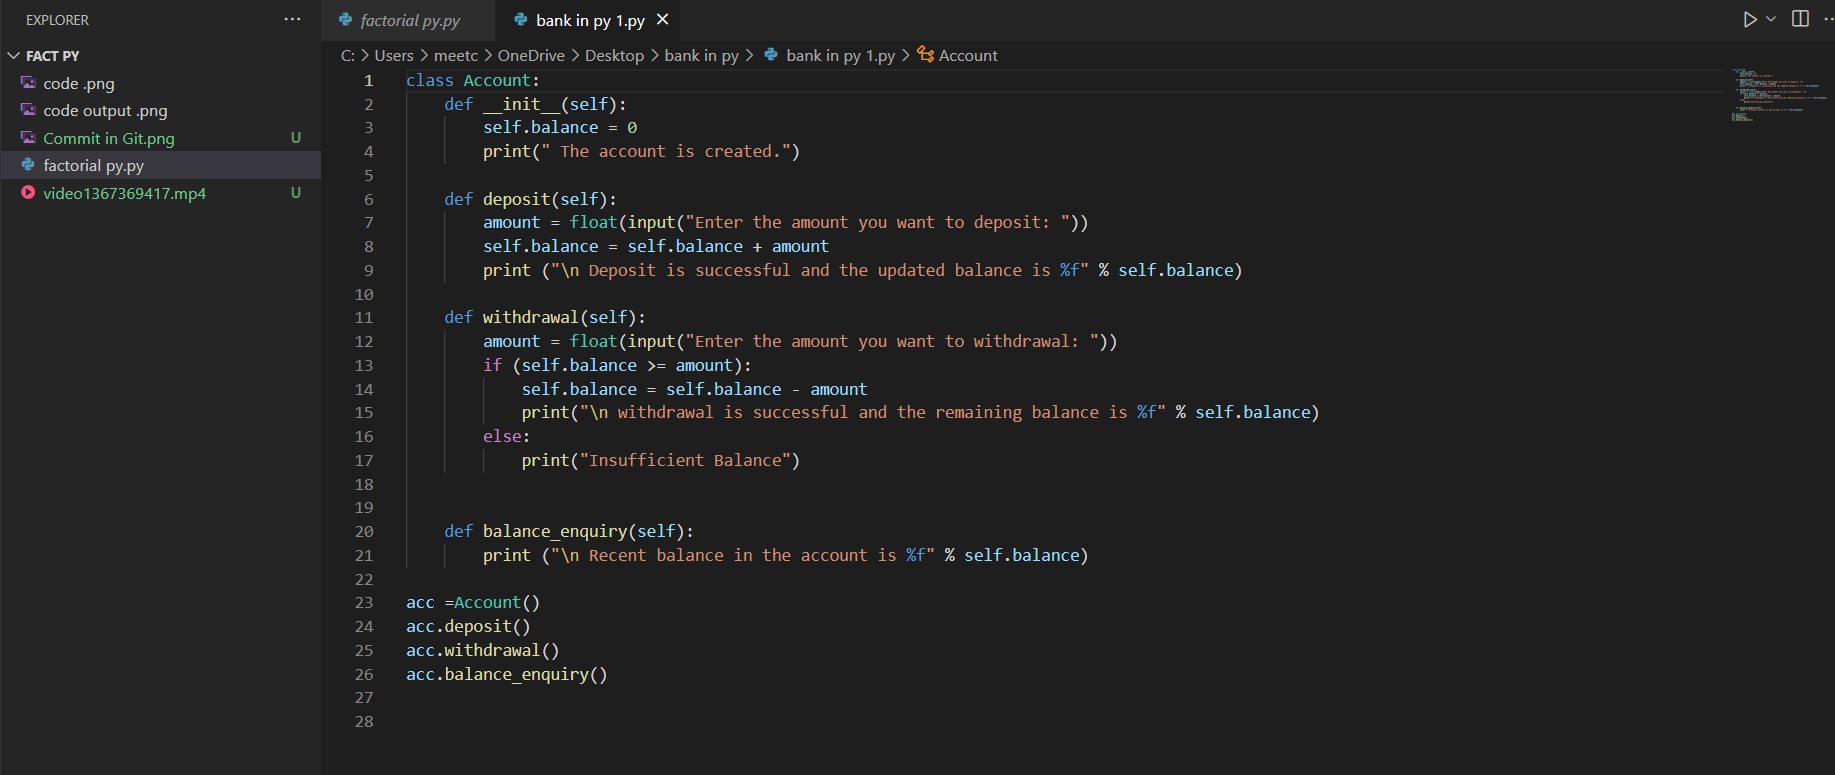 EXPLORER
FACT PY
code .png
code output .png
Commit in Git.png U
factorial py.py
video1367369417.mp4 U
factorial py.py
bank in py 1.py
C: > Users > meetc > OneDrive > Desktop > bank in py > bank in py 1.py > Account
1 class Account:
2     def __init__(self):
3         self.balance = 0
4         print(" The account is created.")
5
6     def deposit(self):
7         amount = float(input("Enter the amount you want to deposit: "))
8         self.balance = self.balance + amount
9         print ("\n Deposit is successful and the updated balance is %f" % self.balance)
10
11     def withdrawal(self):
12         amount = float(input("Enter the amount you want to withdrawal: "))
13         if (self.balance >= amount):
14             self.balance = self.balance - amount
15             print("\n withdrawal is successful and the remaining balance is %f" % self.balance)
16         else:
17             print("Insufficient Balance")
18
19
20     def balance_enquiry(self):
21         print ("\n Recent balance in the account is %f" % self.balance)
22
23 acc =Account()
24 acc.deposit()
25 acc.withdrawal()
26 acc.balance_enquiry()
27
28